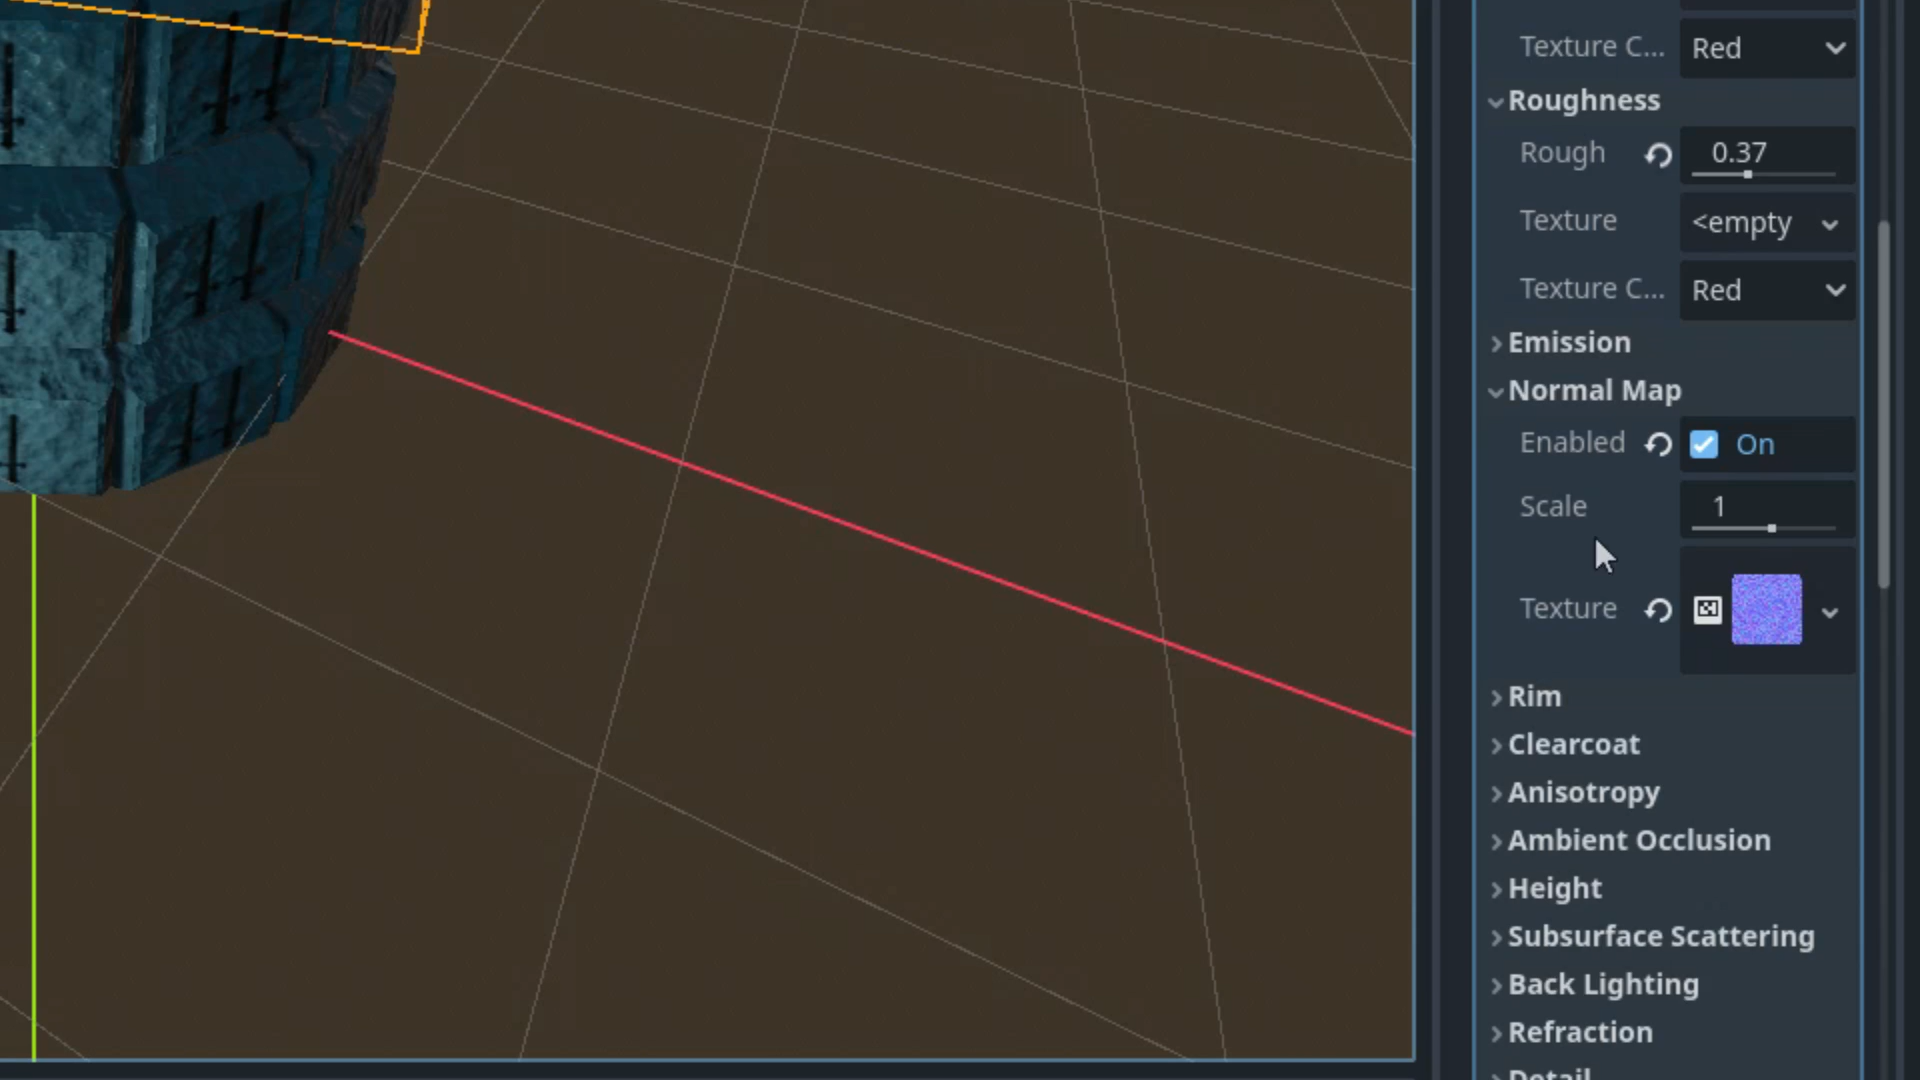 Texture C... Red
Roughness
Rough 0.37
Texture <empty
Texture C... Red
Emission
Normal Map
Enabled On
Scale 1
Texture
Rim
Clearcoat
Anisotropy
Ambient Occlusion
Height
Subsurface Scattering
Back Lighting
Refraction
Detail